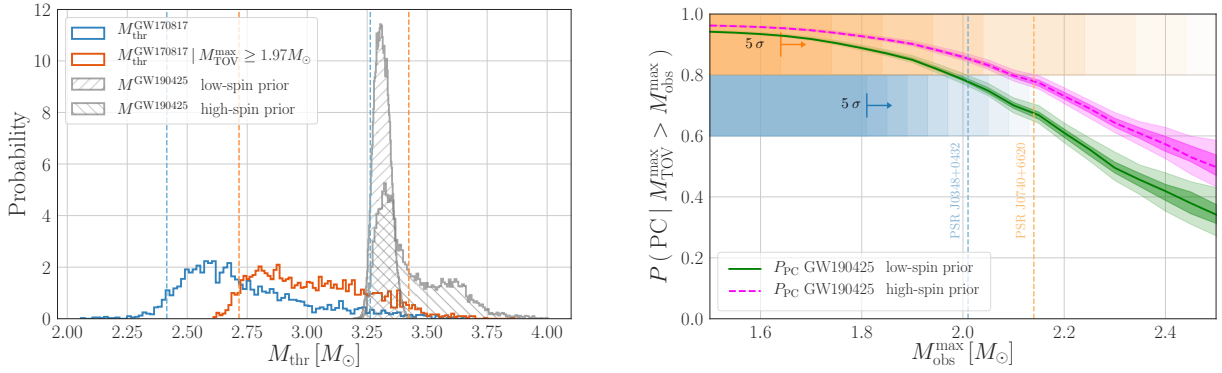 12
10
8
6
4
2
0
Probability
M_thr^GW170817
M_thr^GW170817 | M_TOV^max ≥ 1.97M_⊙
M^GW190425 low-spin prior
M^GW190425 high-spin prior
2.00 2.25 2.50 2.75 3.00 3.25 3.50 3.75 4.00
M_thr [M_⊙]
1.0
0.8
0.6
0.4
0.2
0.0
P ( PC | M_TOV^max > M_obs^max )
5 σ
5 σ
PSR J0348+0432
PSR J0740+6620
P_PC GW190425 low-spin prior
P_PC GW190425 high-spin prior
1.6 1.8 2.0 2.2 2.4
M_obs^max [M_⊙]